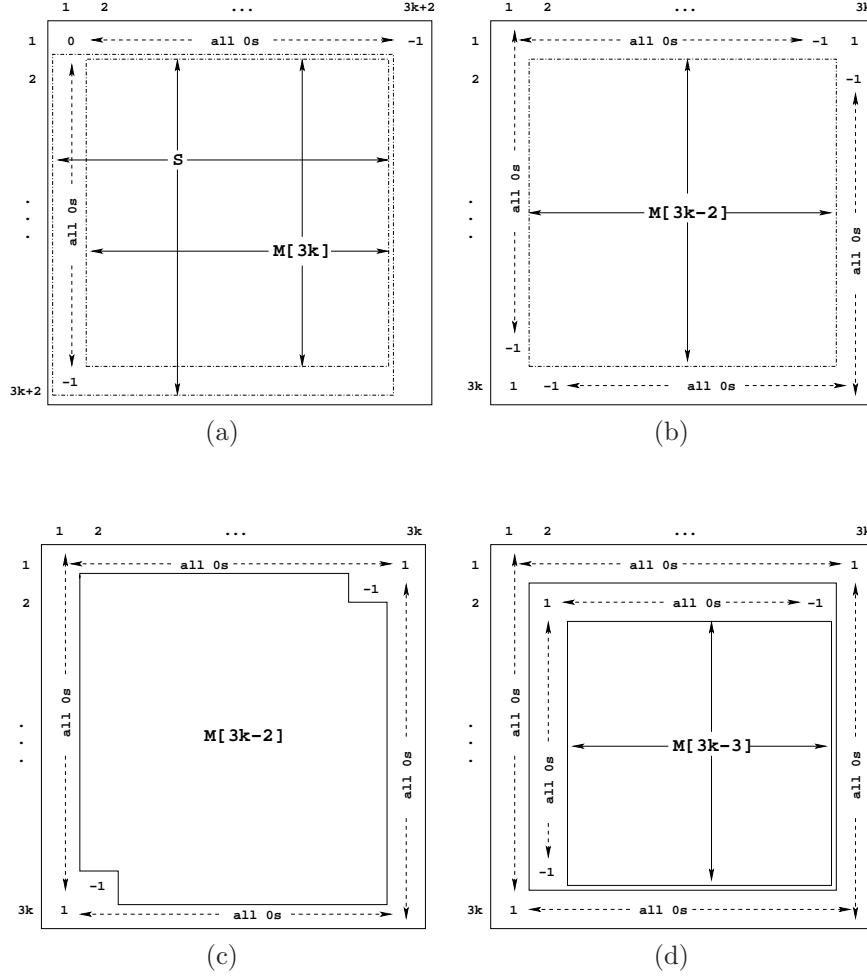 1 2 ... 3k+2
1 0 all 0s -1
2
S
all 0s
. . .
M[3k]
-1
3k+2
(a)
1 2 ... 3k
1 all 0s -1 1
2 -1
all 0s
. . .
M[3k-2]
all 0s
-1
3k 1 -1 all 0s
(b)
1 2 ... 3k
1 all 0s 1
2 -1
all 0s
. . .
M[3k-2]
all 0s
-1
3k 1 all 0s
(c)
1 2 ... 3k
1 all 0s 1
2 1 all 0s -1
all 0s
all 0s
. . .
M[3k-3]
all 0s
-1
3k 1 all 0s
(d)